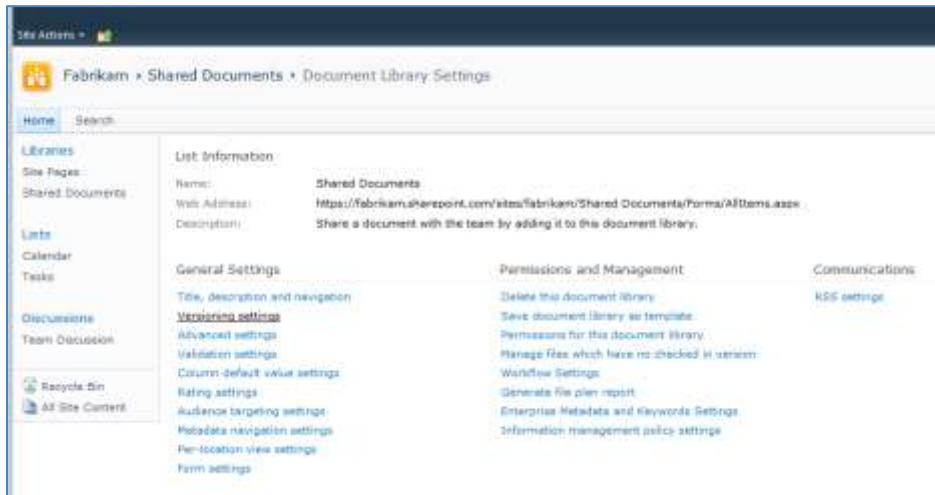 Site Actions
Fabrikam ▸ Shared Documents ▸ Document Library Settings
Home Search
Libraries
Site Pages
Shared Documents
Lists
Calendar
Tasks
Discussions
Team Discussion
Recycle Bin
All Site Content
List Information
Name: Shared Documents
Web Address: https://fabrikam.sharepoint.com/sites/fabrikam/Shared Documents/Forms/AllItems.aspx
Description: Share a document with the team by adding it to this document library.
General Settings
Title, description and navigation
Versioning settings
Advanced settings
Validation settings
Column default value settings
Rating settings
Audience targeting settings
Metadata navigation settings
Per-location view settings
Form settings
Permissions and Management
Delete this document library
Save document library as template
Permissions for this document library
Manage files which have no checked in version
Workflow Settings
Generate file plan report
Enterprise Metadata and Keywords Settings
Information management policy settings
Communications
RSS settings